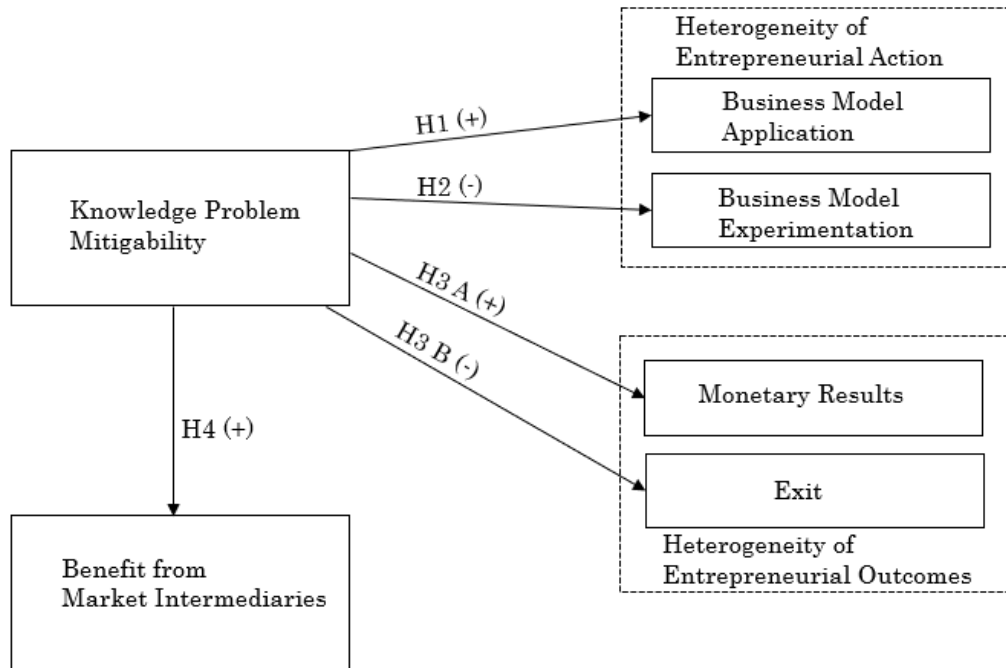 Heterogeneity of
Entrepreneurial Action
Business Model
Application
H1 (+)
H2 (-)
Business Model
Experimentation
Knowledge Problem
Mitigability
H3 A (+)
H3 B (-)
Monetary Results
H4 (+)
Exit
Heterogeneity of
Entrepreneurial Outcomes
Benefit from
Market Intermediaries